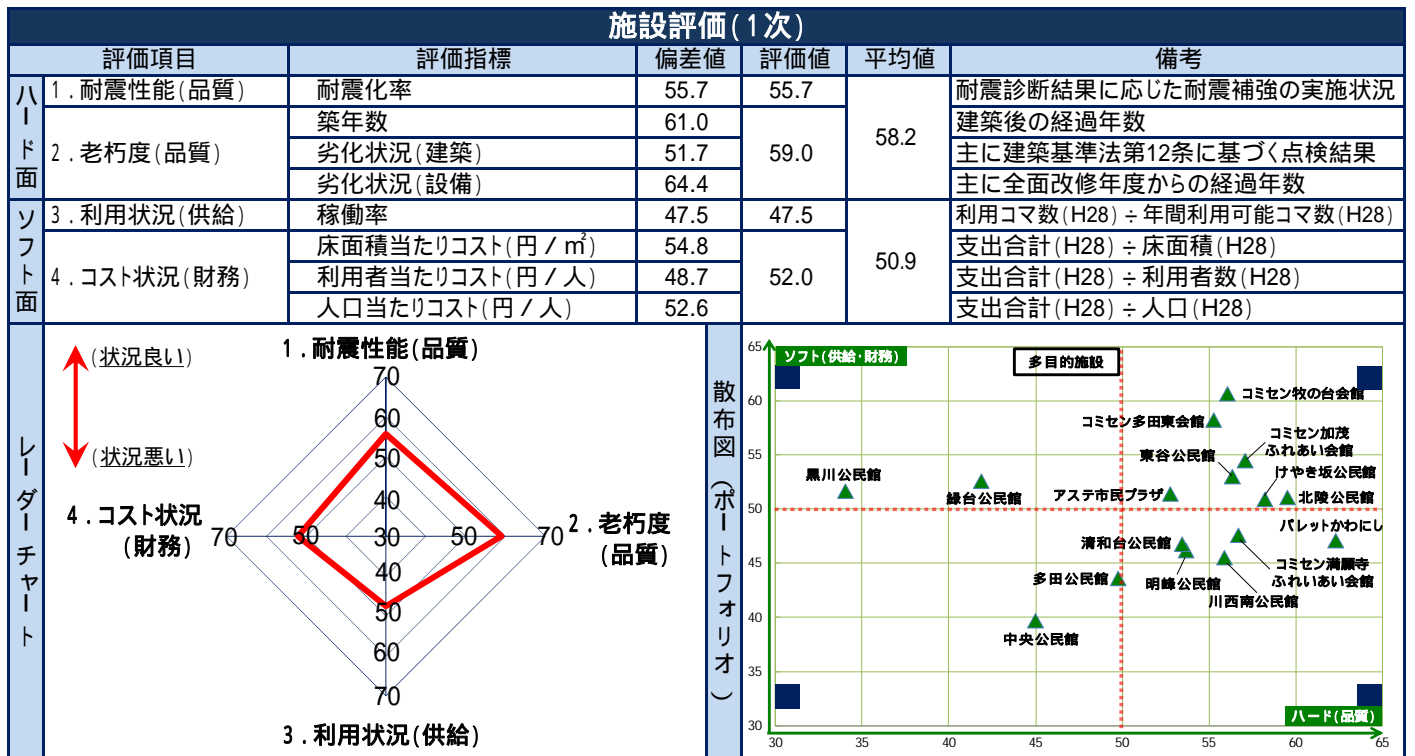 施設評価(1次)
評価項目 評価指標 偏差値 評価値 平均値 備考
ハード面
1.耐震性能(品質) 耐震化率 55.7 55.7 58.2 耐震診断結果に応じた耐震補強の実施状況
2.老朽度(品質) 築年数 61.0 59.0 建築後の経過年数
劣化状況(建築) 51.7 主に建築基準法第12条に基づく点検結果
劣化状況(設備) 64.4 主に全面改修年度からの経過年数
ソフト面
3.利用状況(供給) 稼働率 47.5 47.5 50.9 利用コマ数(H28)÷年間利用可能コマ数(H28)
4.コスト状況(財務) 床面積当たりコスト(円/㎡) 54.8 52.0 支出合計(H28)÷床面積(H28)
利用者当たりコスト(円/人) 48.7 支出合計(H28)÷利用者数(H28)
人口当たりコスト(円/人) 52.6 支出合計(H28)÷人口(H28)
レーダーチャート
(状況良い)
(状況悪い)
1.耐震性能(品質)
70
60
50
40
4.コスト状況
(財務)
70 50 30 50 70
2.老朽度
(品質)
40
50
60
70
3.利用状況(供給)
散布図(ポートフォリオ)
65
ソフト(供給・財務)
多目的施設
60
コミセン牧の台会館
コミセン多田東会館
コミセン加茂
ふれあい会館
55
東谷公民館
けやき坂公民館
黒川公民館
緑台公民館
アステ市民プラザ
北陵公民館
50
パレットかわにし
清和台公民館
45
多田公民館
明峰公民館
コミセン満願寺
ふれいあい会館
川西南公民館
40
中央公民館
35
ハード(品質)
30
30 35 40 45 50 55 60 65